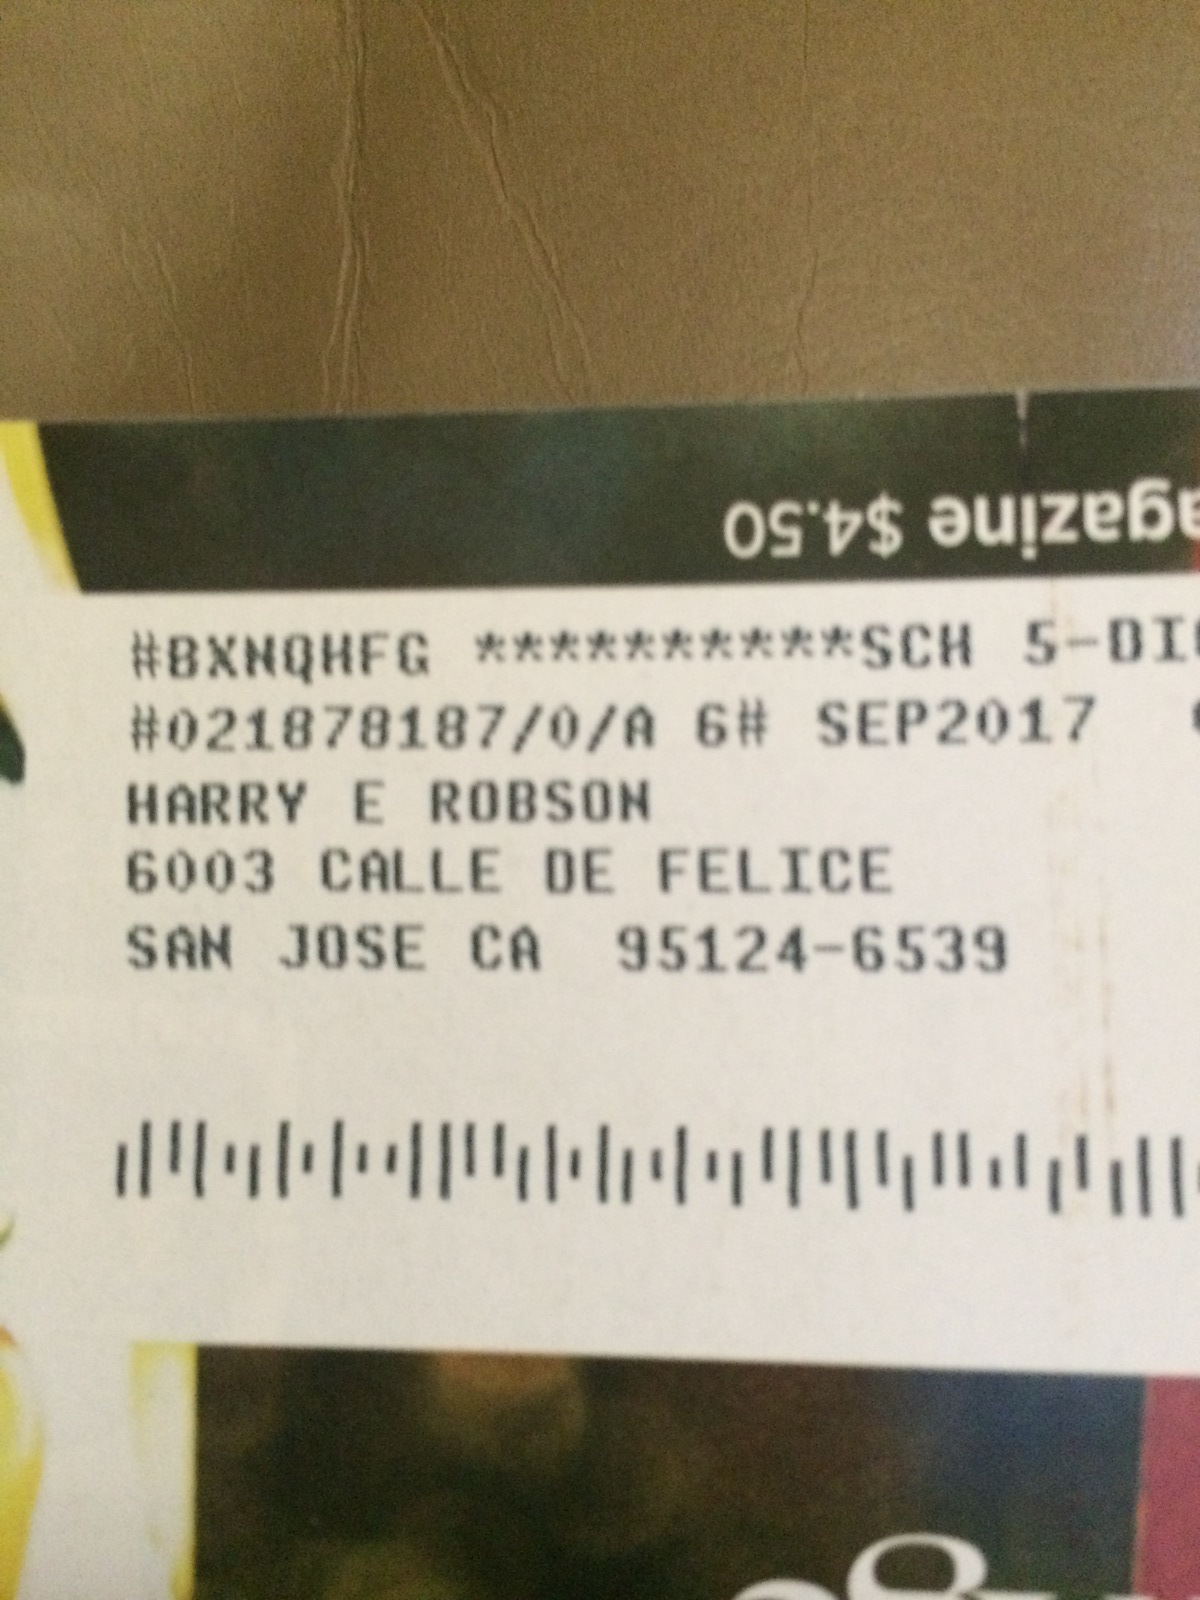 agazine $4.50
#BXNQHFG **********SCH 5-DI
#021878187/0/A 6# SEP2017
HARRY E ROBSON
6003 CALLE DE FELICE
SAN JOSE CA 95124-6539